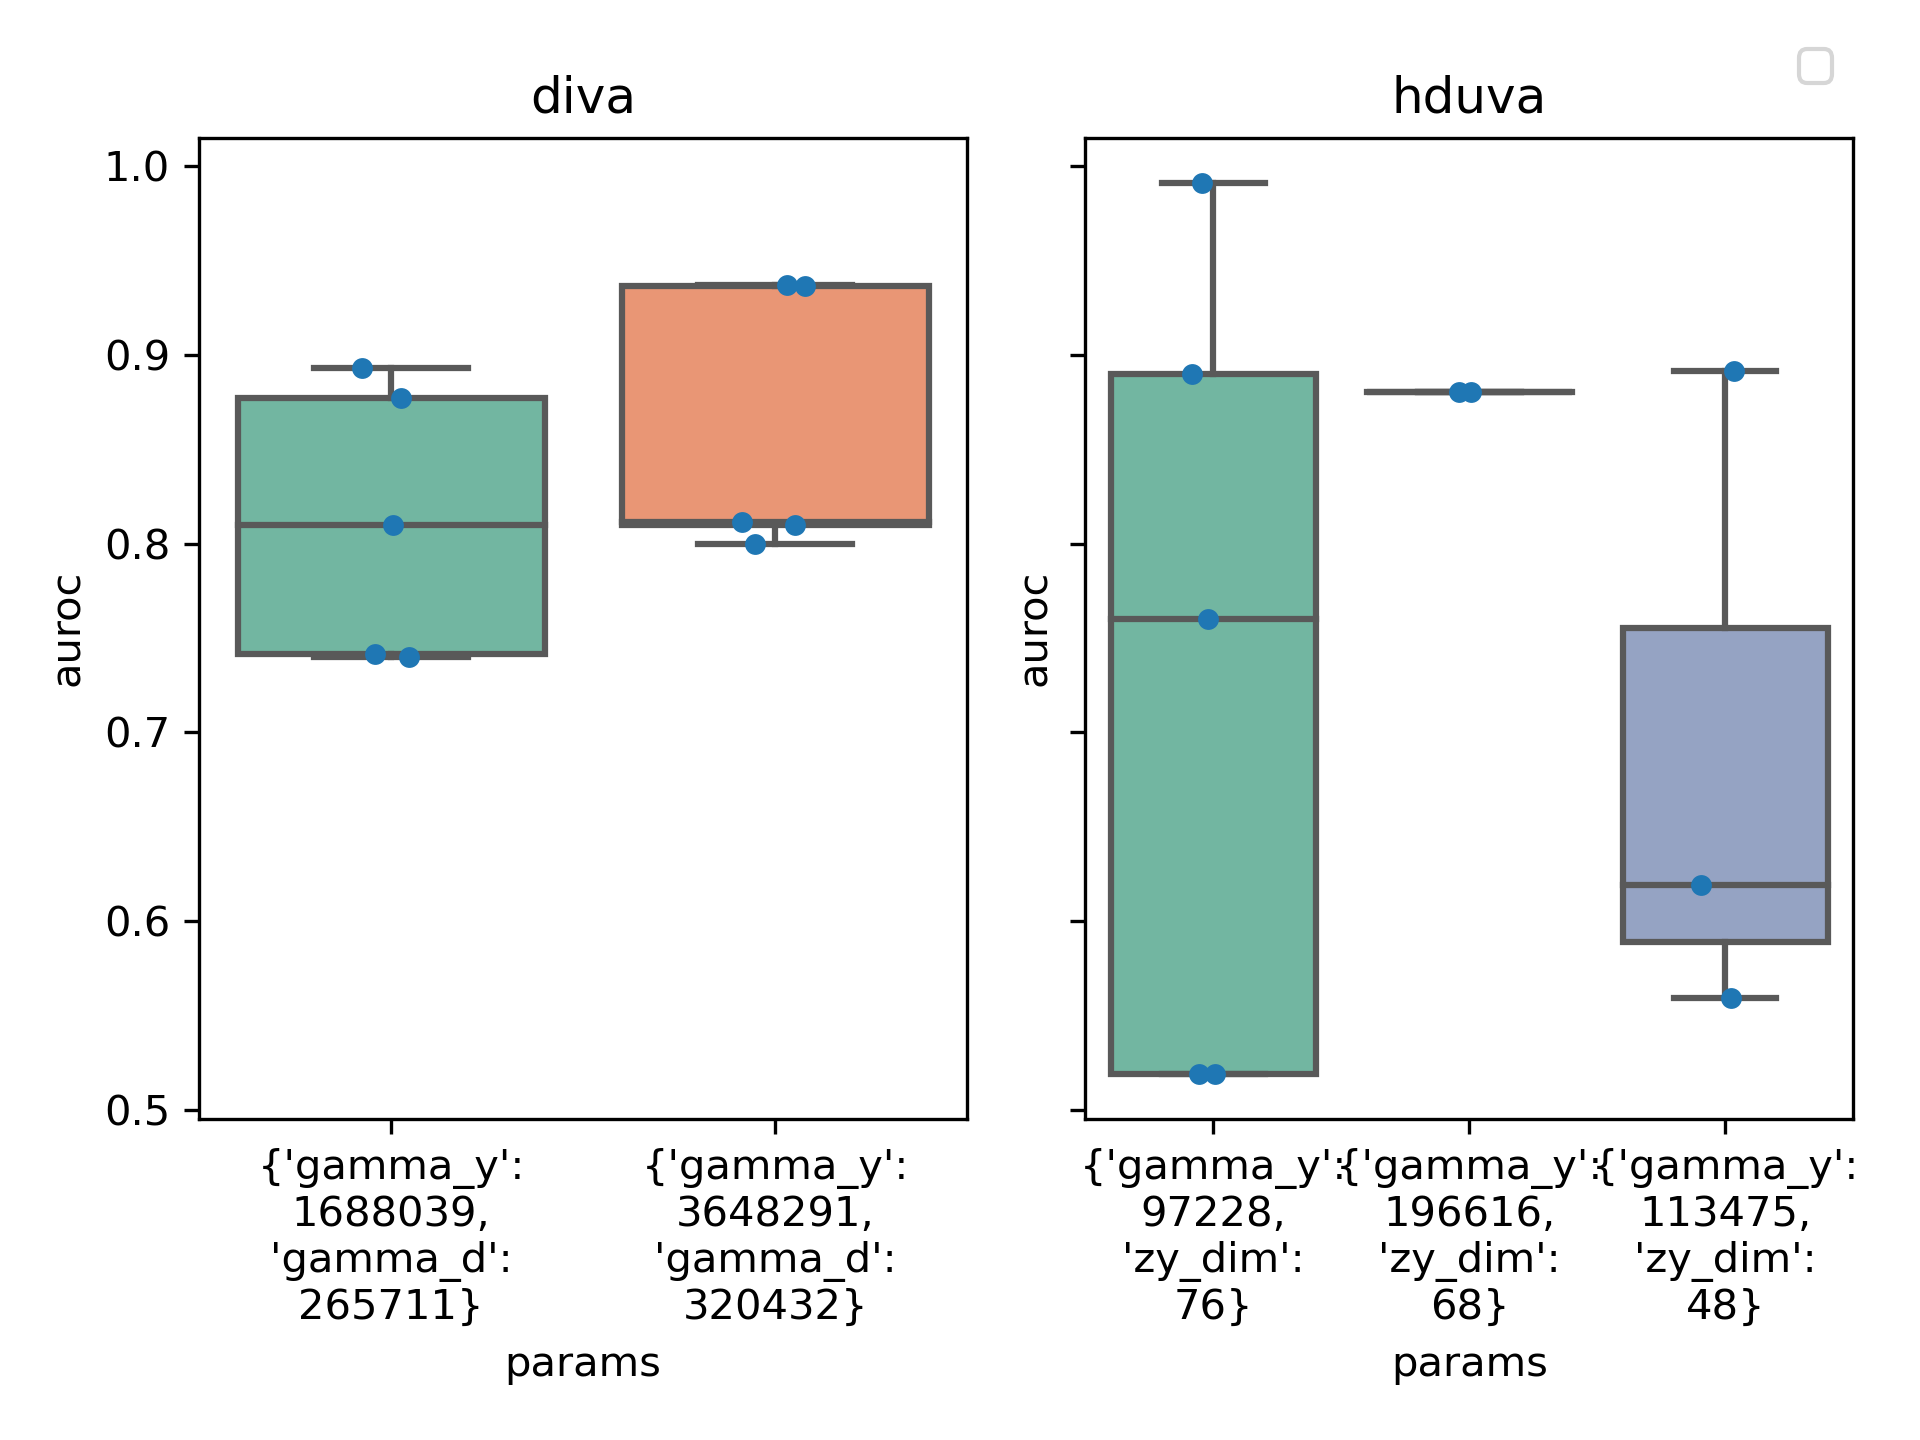 diva
hduva
auroc
1.0
0.9
0.8
0.7
0.6
0.5
{'gamma_y':
1688039,
'gamma_d':
265711}
{'gamma_y':
3648291,
'gamma_d':
320432}
params
auroc
{'gamma_y':
97228,
'zy_dim':
76}
{'gamma_y':
196616,
'zy_dim':
68}
{'gamma_y':
113475,
'zy_dim':
48}
params